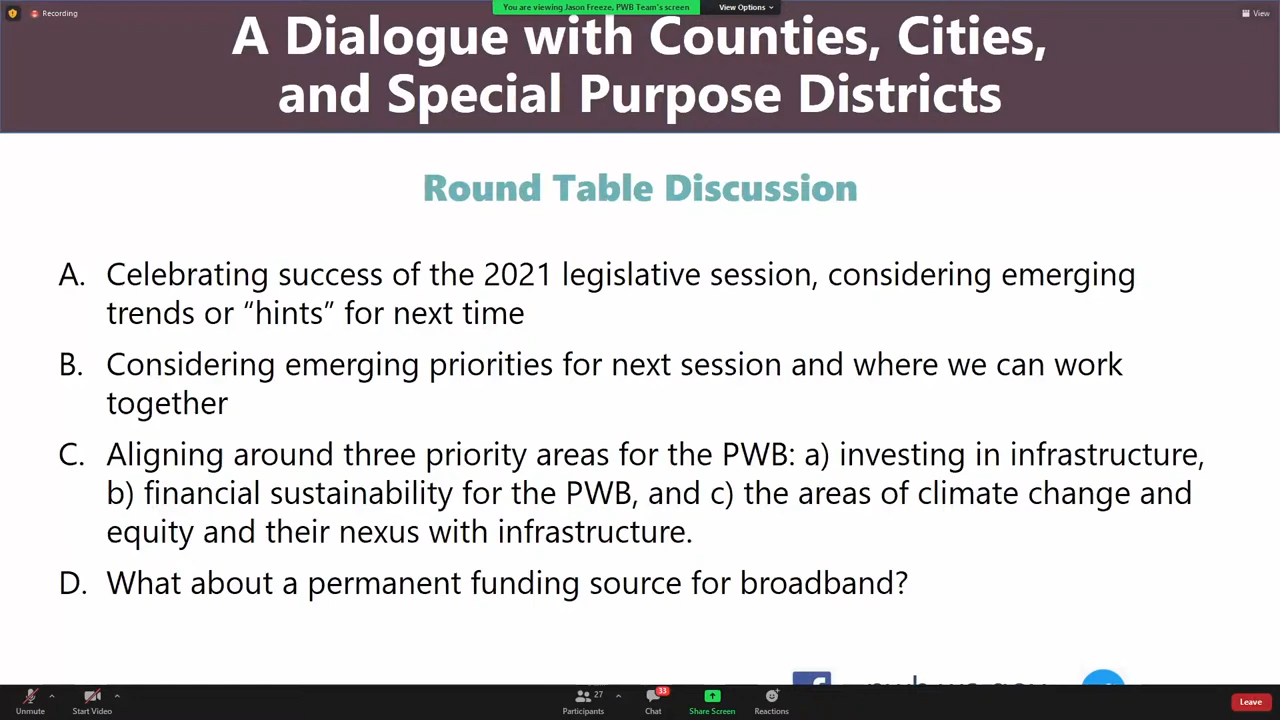 Recording
You are viewing Jason Freeze, PWB Team's screen
View Options
View
A Dialogue with Counties, Cities,
and Special Purpose Districts
Round Table Discussion
A. Celebrating success of the 2021 legislative session, considering emerging
trends or “hints” for next time
B. Considering emerging priorities for next session and where we can work
together
C. Aligning around three priority areas for the PWB: a) investing in infrastructure,
b) financial sustainability for the PWB, and c) the areas of climate change and
equity and their nexus with infrastructure.
D. What about a permanent funding source for broadband?
Unmute
Start Video
27
Participants
33
Chat
Share Screen
Reactions
Leave